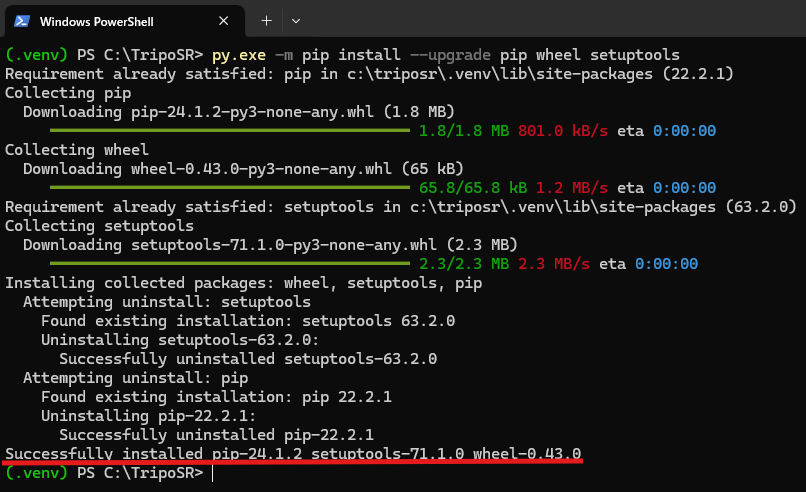 Windows PowerShell
(.venv) PS C:\TripoSR> py.exe -m pip install --upgrade pip wheel setuptools
Requirement already satisfied: pip in c:\triposr\.venv\lib\site-packages (22.2.1)
Collecting pip
  Downloading pip-24.1.2-py3-none-any.whl (1.8 MB)
1.8/1.8 MB 801.0 kB/s eta 0:00:00
Collecting wheel
  Downloading wheel-0.43.0-py3-none-any.whl (65 kB)
65.8/65.8 kB 1.2 MB/s eta 0:00:00
Requirement already satisfied: setuptools in c:\triposr\.venv\lib\site-packages (63.2.0)
Collecting setuptools
  Downloading setuptools-71.1.0-py3-none-any.whl (2.3 MB)
2.3/2.3 MB 2.3 MB/s eta 0:00:00
Installing collected packages: wheel, setuptools, pip
  Attempting uninstall: setuptools
    Found existing installation: setuptools 63.2.0
    Uninstalling setuptools-63.2.0:
      Successfully uninstalled setuptools-63.2.0
  Attempting uninstall: pip
    Found existing installation: pip 22.2.1
    Uninstalling pip-22.2.1:
      Successfully uninstalled pip-22.2.1
Successfully installed pip-24.1.2 setuptools-71.1.0 wheel-0.43.0
(.venv) PS C:\TripoSR>